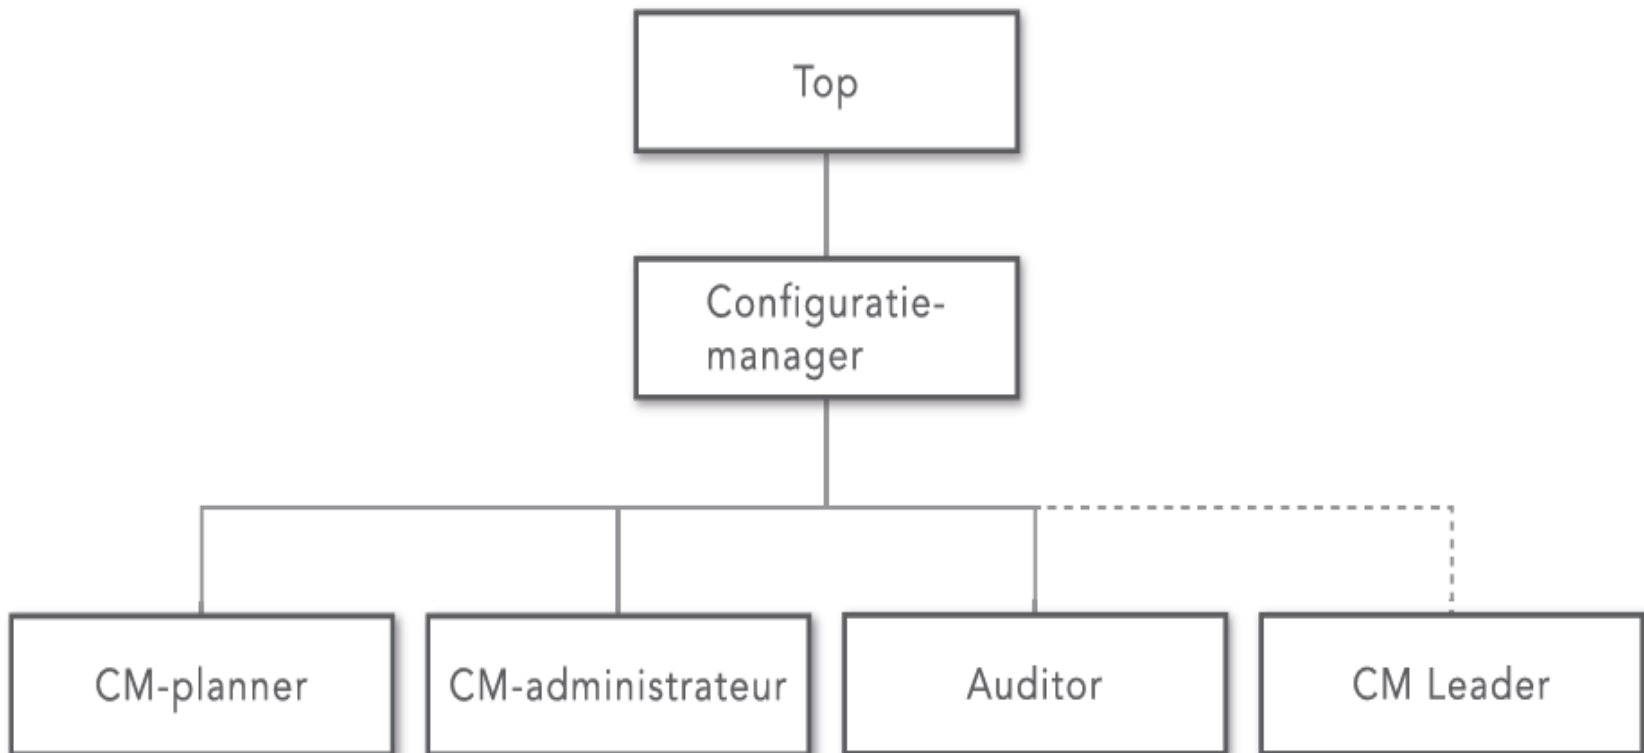 Top
Configuratie-
manager
CM-planner
CM-administrateur
Auditor
CM Leader